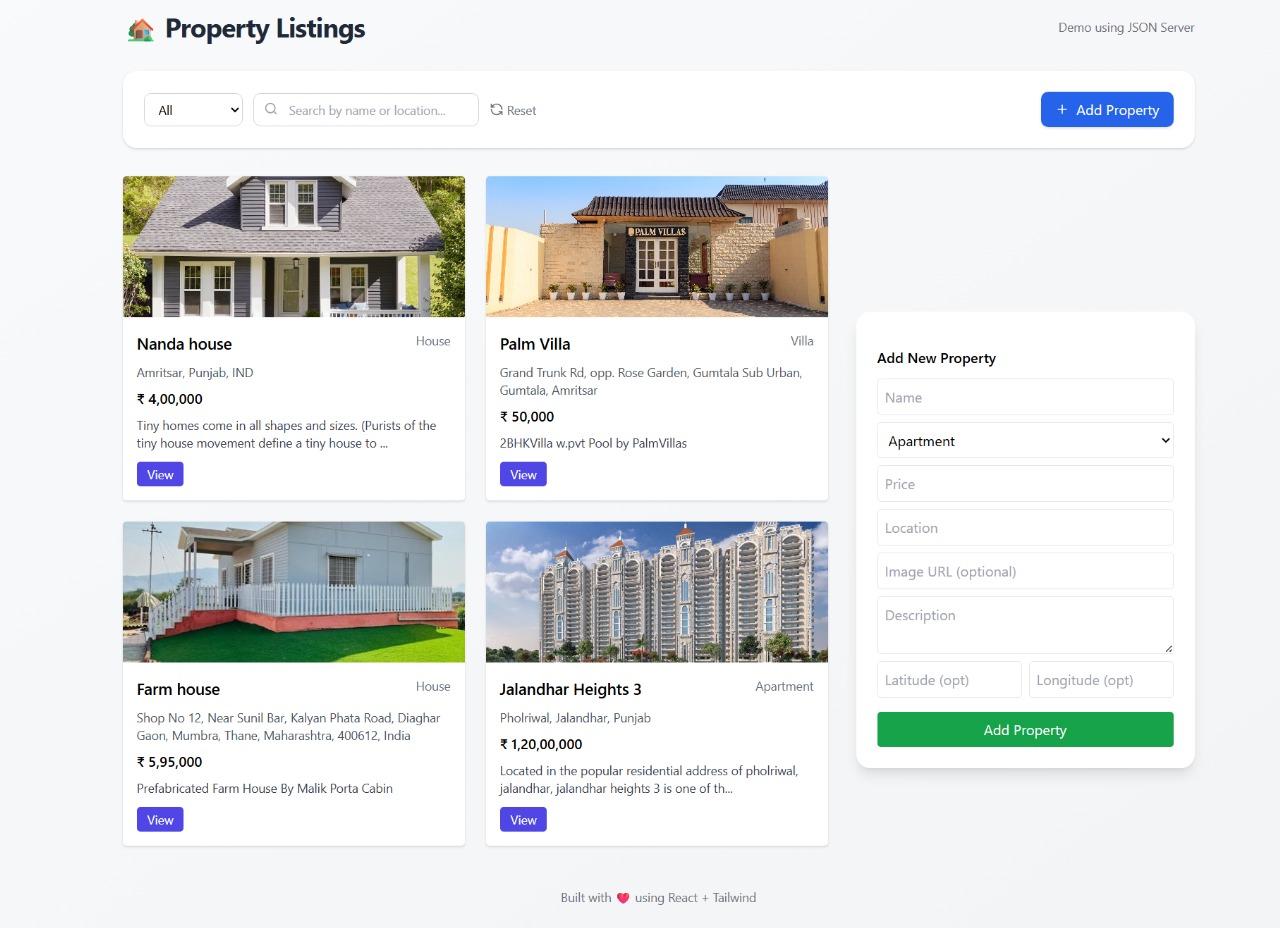 Property Listings
Demo using JSON Server
All
Search by name or location...
Reset
+ Add Property
Nanda house
House
Amritsar, Punjab, IND
₹ 4,00,000
Tiny homes come in all shapes and sizes. (Purists of the
tiny house movement define a tiny house to ...
View
PALM VILLAS
Palm Villa
Villa
Grand Trunk Rd, opp. Rose Garden, Gumtala Sub Urban,
Gumtala, Amritsar
₹ 50,000
2BHKVilla w.pvt Pool by PalmVillas
View
Farm house
House
Shop No 12, Near Sunil Bar, Kalyan Phata Road, Diaghar
Gaon, Mumbra, Thane, Maharashtra, 400612, India
₹ 5,95,000
Prefabricated Farm House By Malik Porta Cabin
View
Jalandhar Heights 3
Apartment
Pholriwal, Jalandhar, Punjab
₹ 1,20,00,000
Located in the popular residential address of pholriwal,
jalandhar, jalandhar heights 3 is one of th...
View
Add New Property
Name
Apartment
Price
Location
Image URL (optional)
Description
Latitude (opt)
Longitude (opt)
Add Property
Built with ❤️ using React + Tailwind